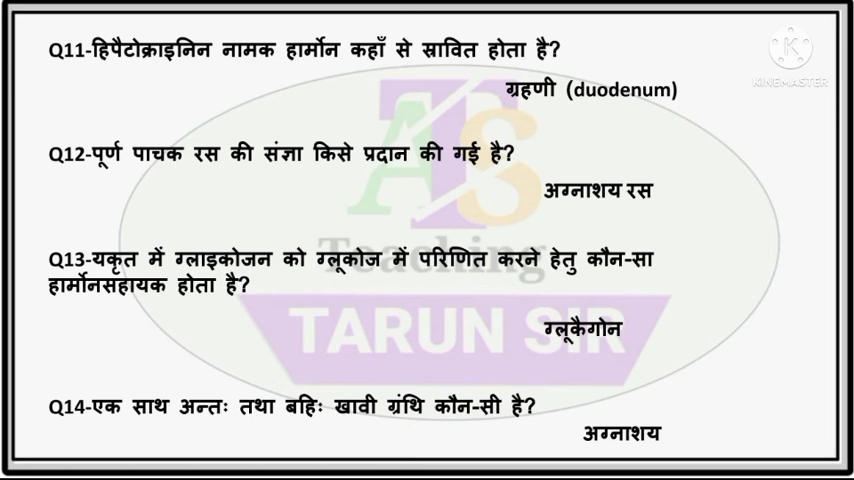 Q11-हिपैटोक्राइनिन नामक हार्मोन कहाँ से स्रावित होता है?
ग्रहणी (duodenum)
KINEMASTER
Q12-पूर्ण पाचक रस की संज्ञा किसे प्रदान की गई है?
अग्नाशय रस
ATS
Teaching
Q13-यकृत में ग्लाइकोजन को ग्लूकोज में परिणित करने हेतु कौन-सा
हार्मोनसहायक होता है?
TARUN SIR
ग्लूकैगोन
Q14-एक साथ अन्तः तथा बहिः खावी ग्रंथि कौन-सी है?
अग्नाशय